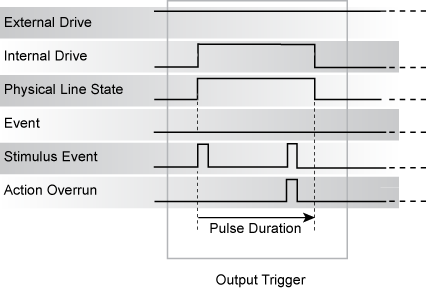 External Drive
Internal Drive
Physical Line State
Event
Stimulus Event
Action Overrun
Pulse Duration
Output Trigger